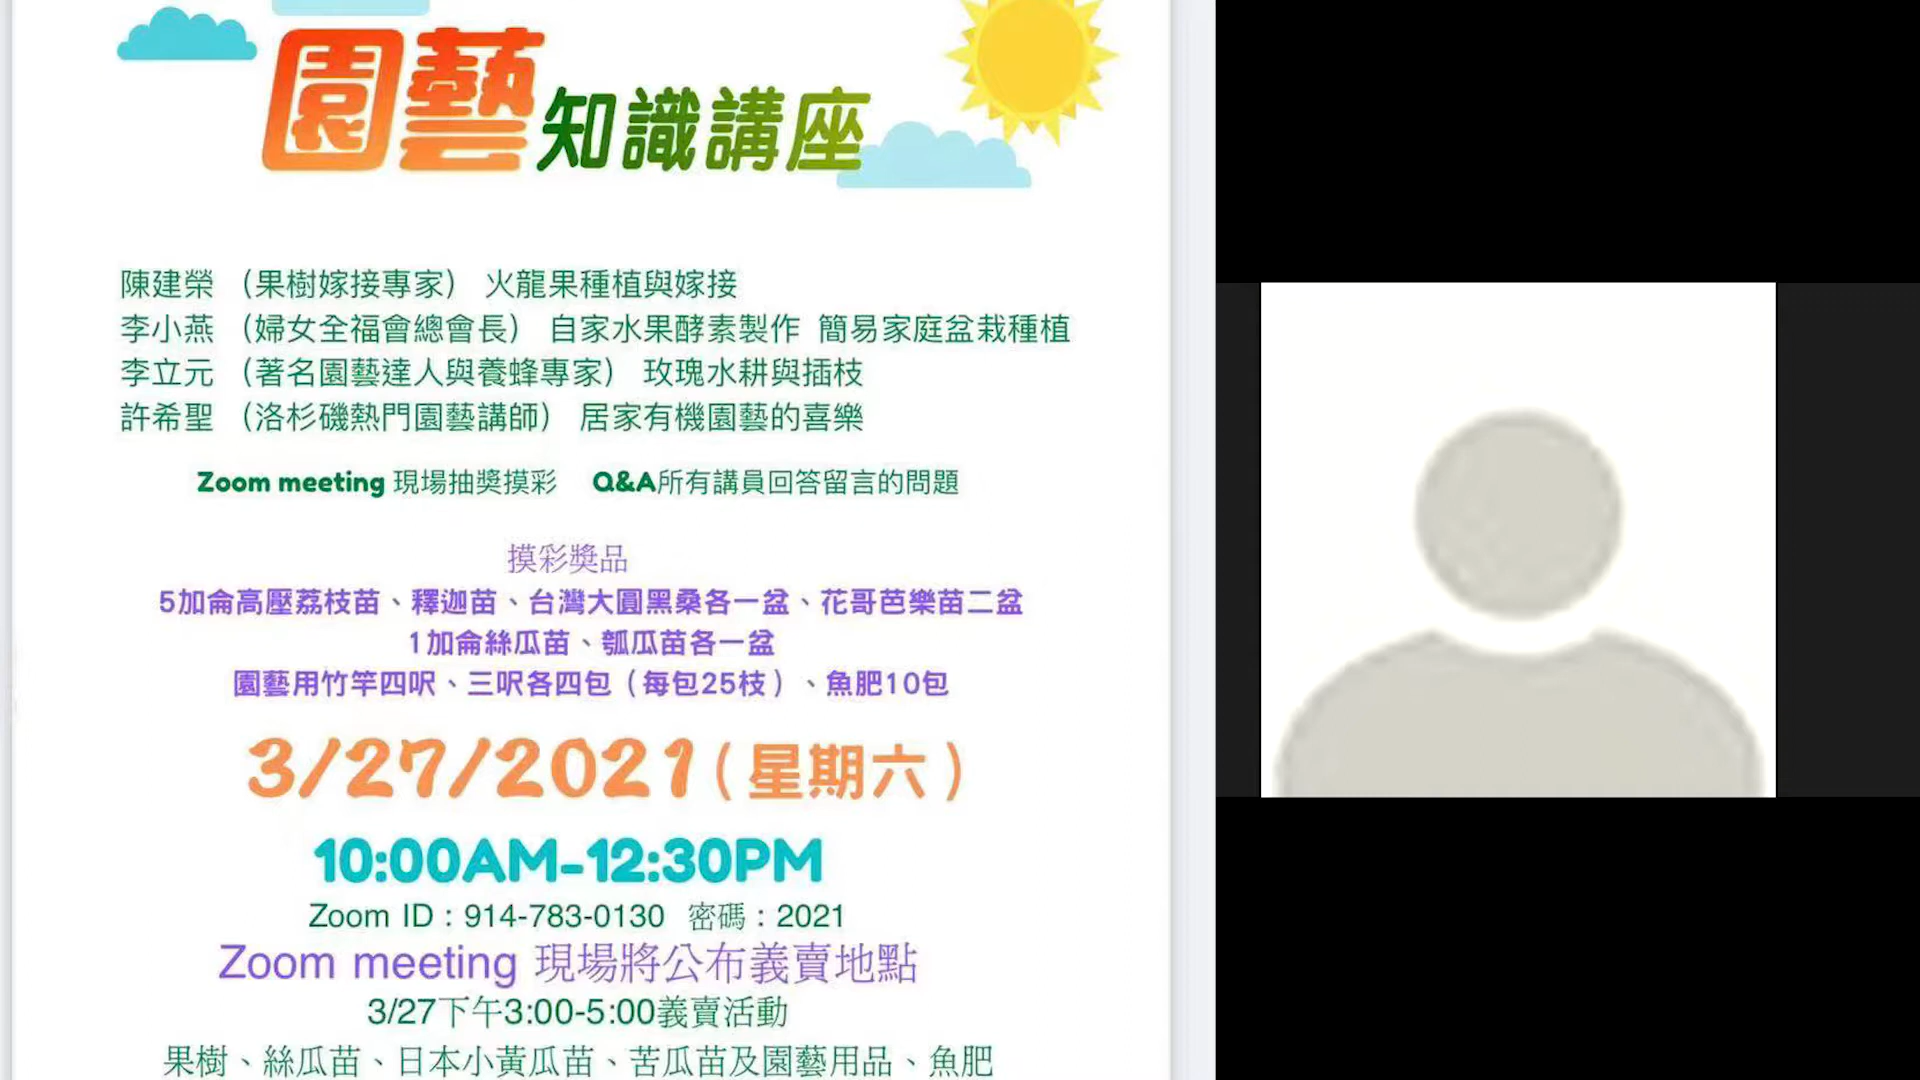 園藝知識講座
陳建榮 （果樹嫁接專家） 火龍果種植與嫁接
李小燕 （婦女全福會總會長） 自家水果酵素製作 簡易家庭盆栽種植
李立元 （著名園藝達人與養蜂專家） 玫瑰水耕與插枝
許希聖 （洛杉磯熱門園藝講師） 居家有機園藝的喜樂
Zoom meeting 現場抽獎摸彩 Q&A所有講員回答留言的問題
摸彩獎品
5加侖高壓荔枝苗、釋迦苗、台灣大圓黑桑各一盆、花哥芭樂苗二盆
1加侖絲瓜苗、瓠瓜苗各一盆
園藝用竹竿四呎、三呎各四包（每包25枝）、魚肥10包
3/27/2021（星期六）
10:00AM-12:30PM
Zoom ID：914-783-0130 密碼：2021
Zoom meeting 現場將公布義賣地點
3/27下午3:00-5:00義賣活動
果樹、絲瓜苗、日本小黃瓜苗、苦瓜苗及園藝用品、魚肥